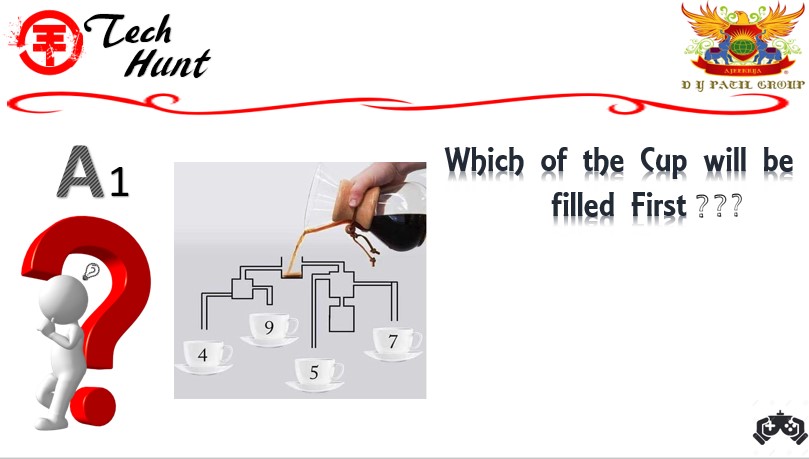 Tech
Hunt
AJEENKYA
D Y PATIL GROUP
A1
Which of the Cup will be
filled First ???
4
9
5
7